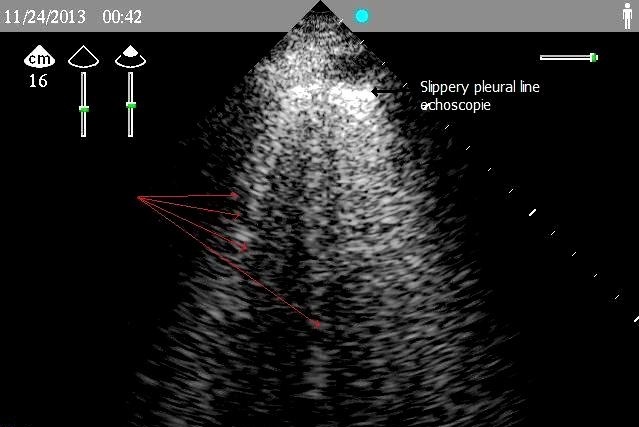 11/24/2013 00:42
cm
16
Slippery pleural line
echoscopie